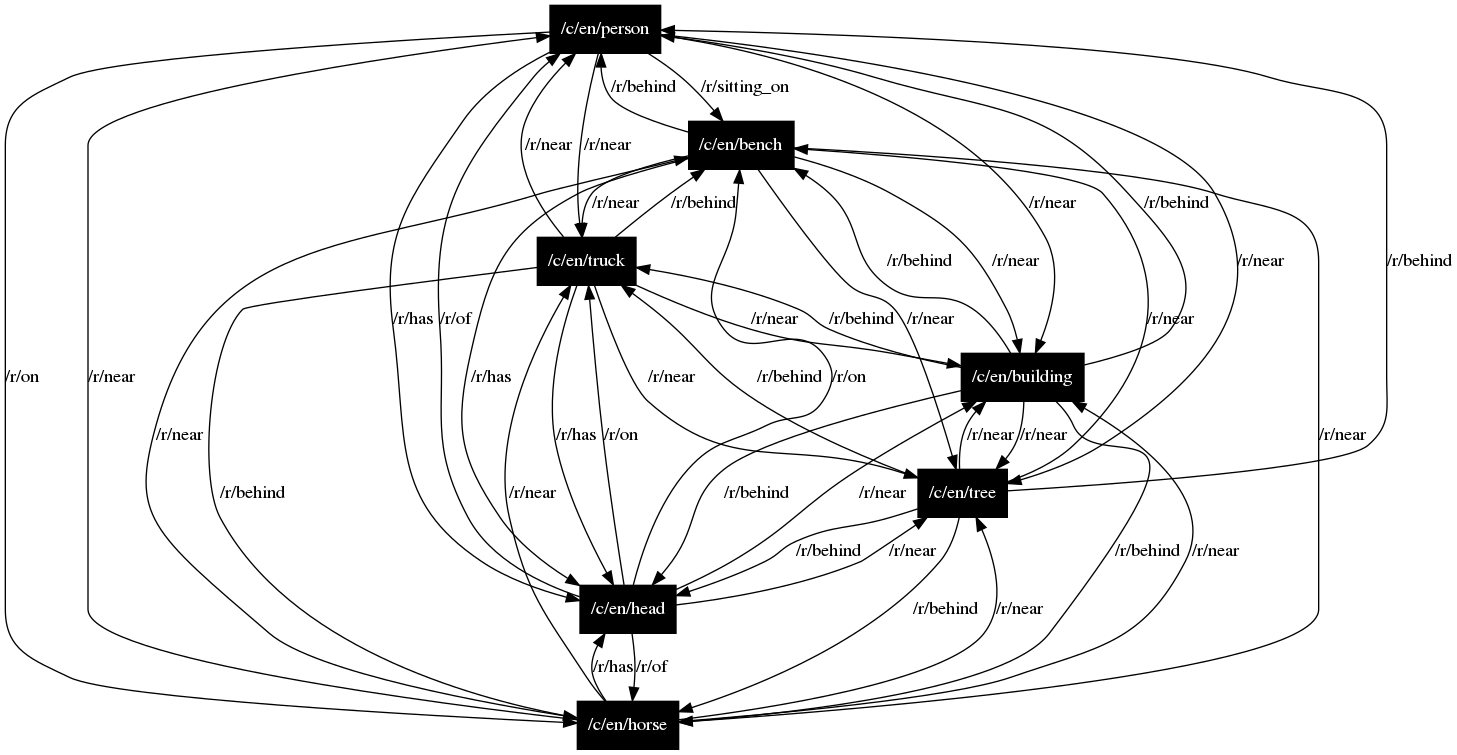 /c/en/person
/r/behind
/r/sitting_on
/c/en/bench
/r/near
/r/near
/r/near
/r/behind
/r/near
/r/behind
/c/en/truck
/r/behind
/r/near
/r/near
/r/behind
/r/has
/r/of
/r/near
/r/behind
/r/near
/r/near
/r/on
/r/near
/r/has
/r/near
/r/behind
/r/on
/c/en/building
/r/near
/r/has
/r/on
/r/near
/r/near
/r/near
/r/behind
/r/near
/r/behind
/r/near
/c/en/tree
/r/behind
/r/near
/r/behind
/r/near
/c/en/head
/r/behind
/r/near
/r/has
/r/of
/c/en/horse